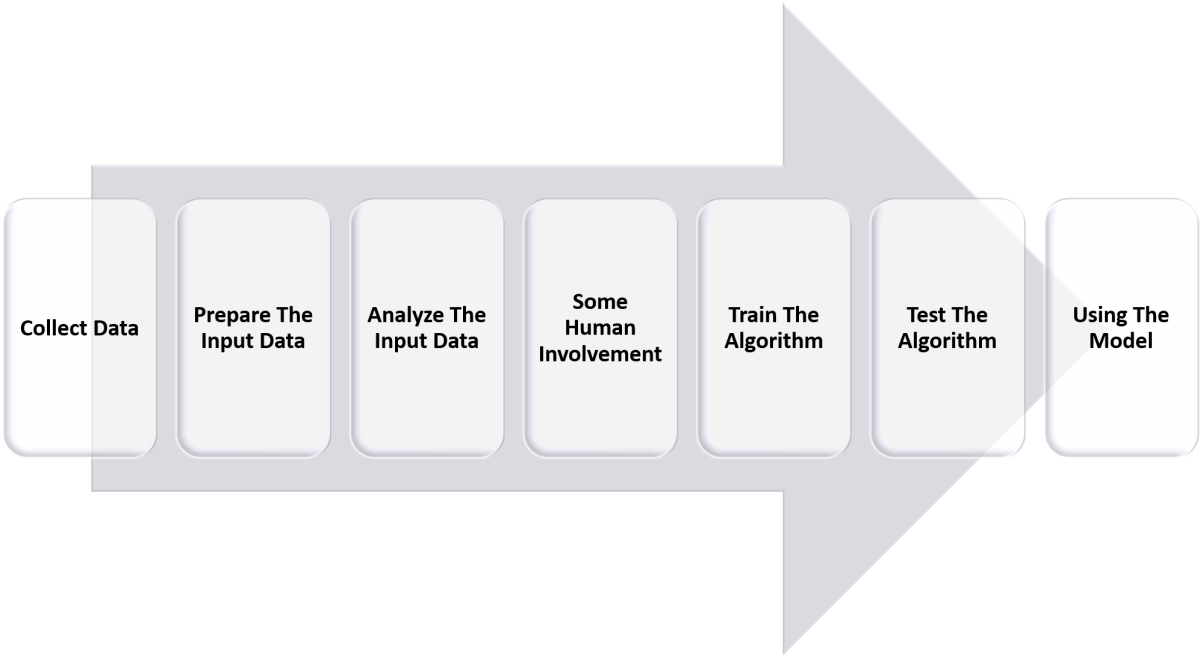 Collect Data
Prepare The
Input Data
Analyze The
Input Data
Some
Human
Involvement
Train The
Algorithm
Test The
Algorithm
Using The
Model